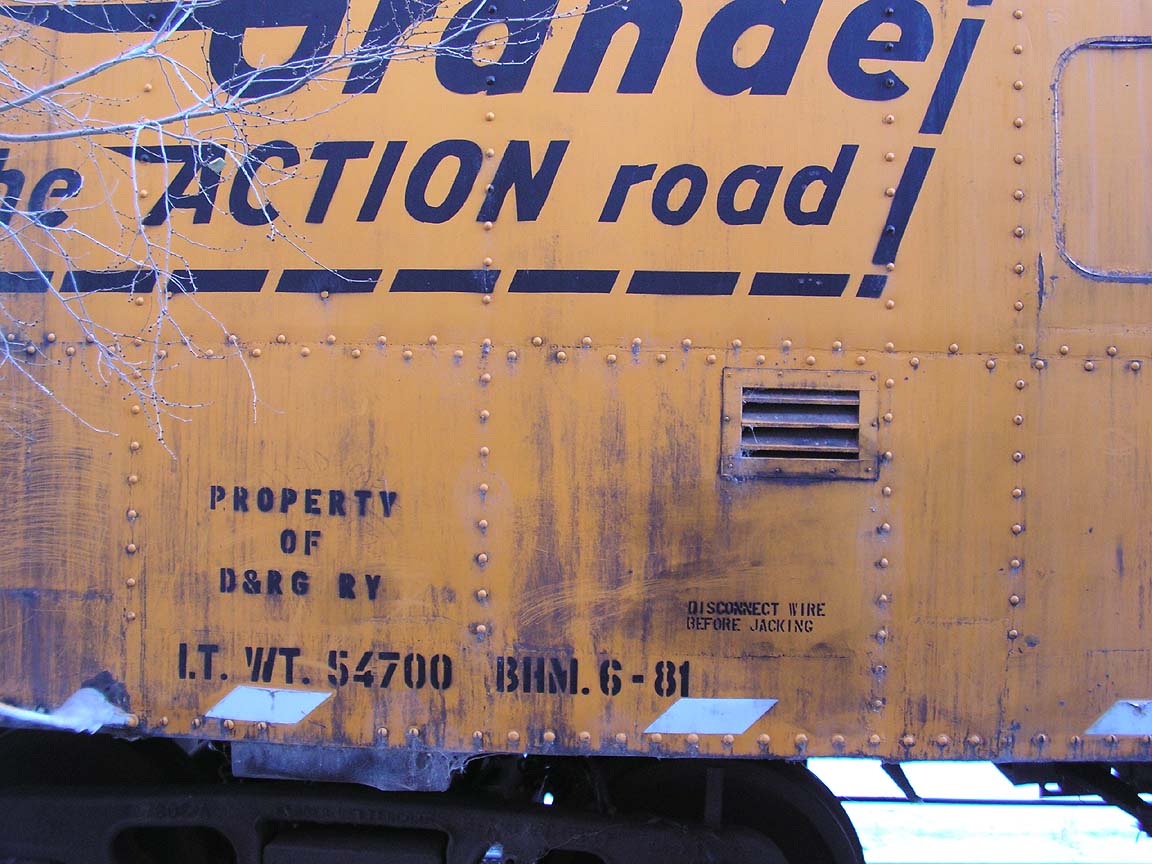 Grande
the ACTION road
PROPERTY
OF
D&RG RY
LT. WT. 54700 BHM. 6-81
DISCONNECT WIRE
BEFORE JACKING